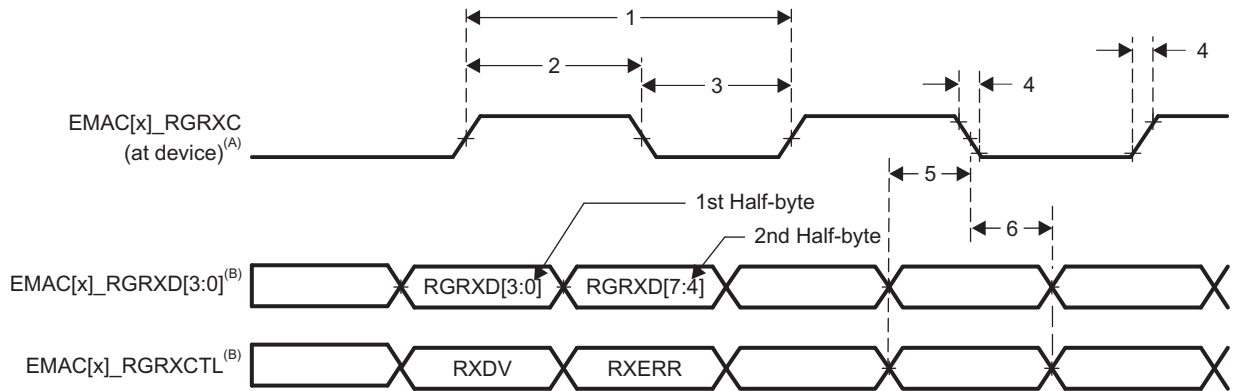 1
2
3
4
4
EMAC[x]_RGRXC
(at device)(A)
5
6
1st Half-byte
2nd Half-byte
EMAC[x]_RGRXD[3:0](B)
RGRXD[3:0]
RGRXD[7:4]
EMAC[x]_RGRXCTL(B)
RXDV
RXERR